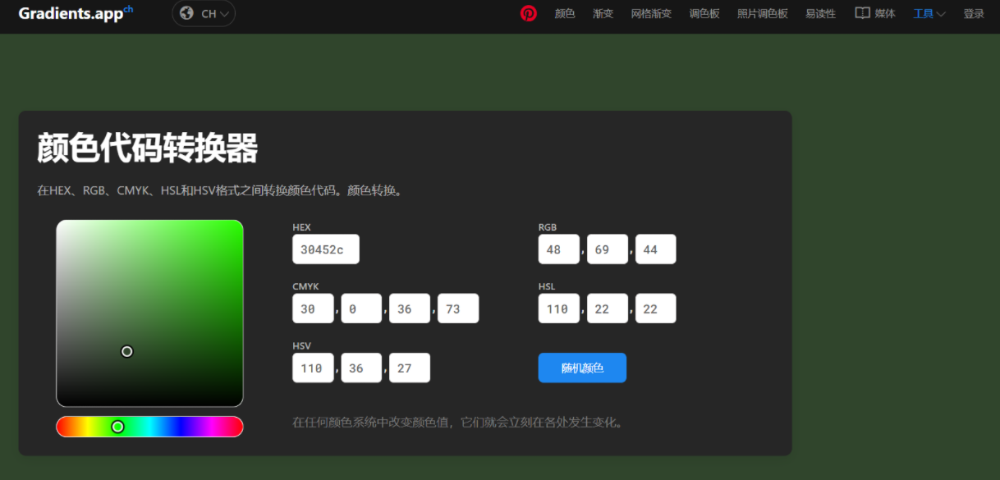 Gradients.app ch CH 颜色 渐变 网格渐变 调色板 照片调色板 易读性 媒体 工具 登录
颜色代码转换器
在HEX、RGB、CMYK、HSL和HSV格式之间转换颜色代码。颜色转换。
HEX RGB
30452c 48 , 69 , 44
CMYK HSL
30 , 0 , 36 , 73 110 , 22 , 22
HSV
110 , 36 , 27 随机颜色
在任何颜色系统中改变颜色值，它们就会立刻在各处发生变化。